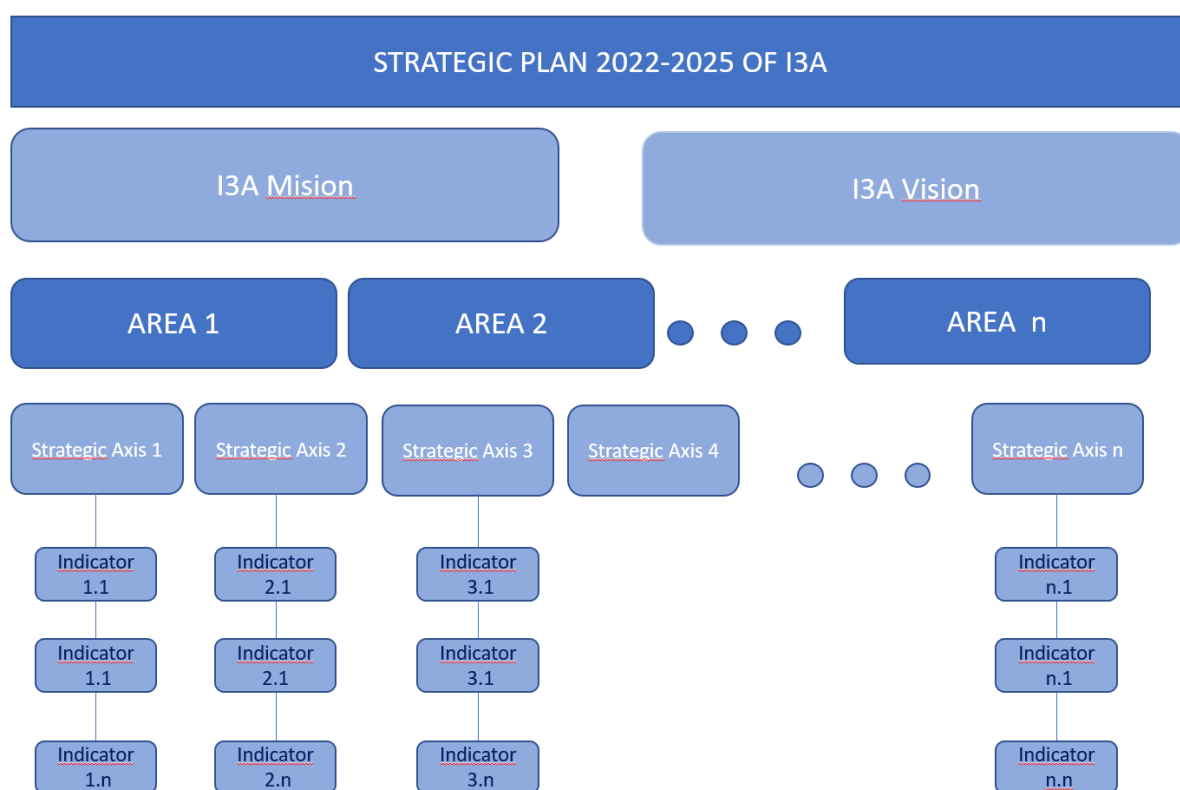 STRATEGIC PLAN 2022-2025 OF I3A
I3A Mision
I3A Vision
AREA 1
AREA 2
AREA n
Strategic Axis 1
Strategic Axis 2
Strategic Axis 3
Strategic Axis 4
Strategic Axis n
Indicator
1.1
Indicator
2.1
Indicator
3.1
Indicator
n.1
Indicator
1.1
Indicator
2.1
Indicator
3.1
Indicator
n.1
Indicator
1.n
Indicator
2.n
Indicator
3.n
Indicator
n.n